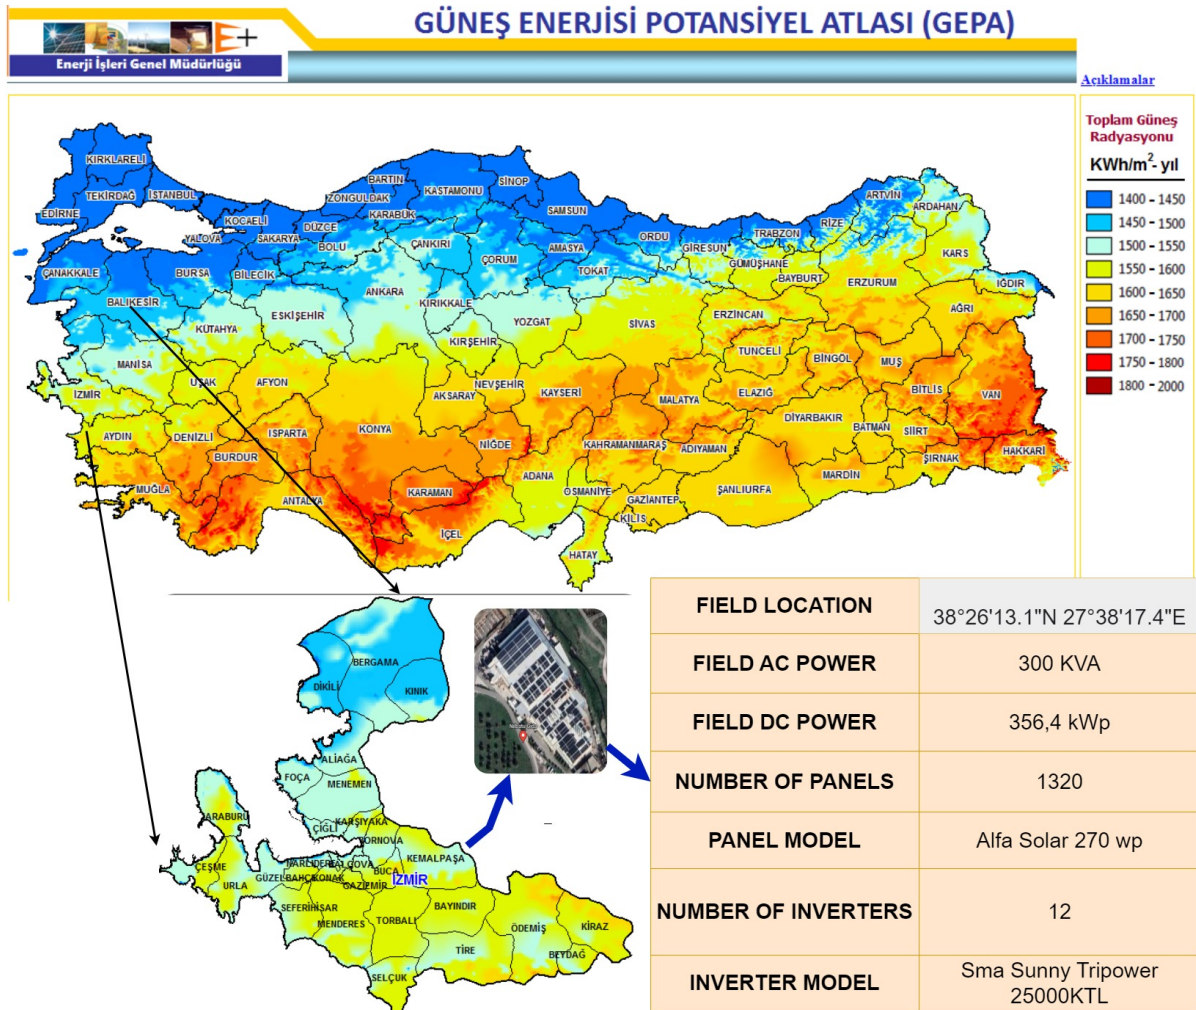 GÜNEŞ ENERJİSİ POTANSİYEL ATLASI (GEPA)
E+
Enerji İşleri Genel Müdürlüğü
Açıklamalar
Toplam Güneş
Radyasyonu
KWh/m²- yıl
1400 - 1450
1450 - 1500
1500 - 1550
1550 - 1600
1600 - 1650
1650 - 1700
1700 - 1750
1750 - 1800
1800 - 2000
KIRKLARELİ
TEKİRDAĞ
İSTANBUL
EDİRNE
KOCAELİ
YALOVA
SAKARYA
DÜZCE
BOLU
ZONGULDAK
BARTIN
KARABÜK
KASTAMONU
SİNOP
SAMSUN
ÇANKIRI
ÇORUM
AMASYA
TOKAT
ORDU
GİRESUN
TRABZON
RİZE
ARTVİN
ARDAHAN
KARS
GÜMÜŞHANE
BAYBURT
ERZURUM
IĞDIR
AĞRI
ÇANAKKALE
BALIKESİR
BURSA
BİLECİK
ESKİŞEHİR
KÜTAHYA
ANKARA
KIRIKKALE
KIRŞEHİR
YOZGAT
SİVAS
ERZİNCAN
TUNCELİ
BİNGÖL
MUŞ
BİTLİS
VAN
MANİSA
İZMİR
UŞAK
AFYON
AKSARAY
NEVŞEHİR
KAYSERİ
MALATYA
ELAZIĞ
DİYARBAKIR
BATMAN
SİİRT
ŞIRNAK
HAKKARİ
AYDIN
DENİZLİ
ISPARTA
BURDUR
KONYA
NİĞDE
KAHRAMANMARAŞ
ADIYAMAN
MARDİN
MUĞLA
ANTALYA
KARAMAN
İÇEL
ADANA
OSMANİYE
GAZİANTEP
KİLİS
ŞANLIURFA
HATAY
BERGAMA
DİKİLİ
KINIK
ALİAĞA
FOÇA
MENEMEN
ÇİĞLİ
KARŞIYAKA
BORNOVA
KEMALPAŞA
KARABURU
ÇEŞME
URLA
GÜZELBAHÇE
NARLIDERE
BALÇOVA
KONAK
BUCA
GAZİEMİR
İZMİR
SEFERİHİSAR
MENDERES
TORBALI
BAYINDIR
ÖDEMİŞ
KİRAZ
TİRE
BEYDAĞ
SELÇUK
FIELD LOCATION 38°26'13.1"N 27°38'17.4"E
FIELD AC POWER 300 KVA
FIELD DC POWER 356,4 kWp
NUMBER OF PANELS 1320
PANEL MODEL Alfa Solar 270 wp
NUMBER OF INVERTERS 12
INVERTER MODEL Sma Sunny Tripower
25000KTL